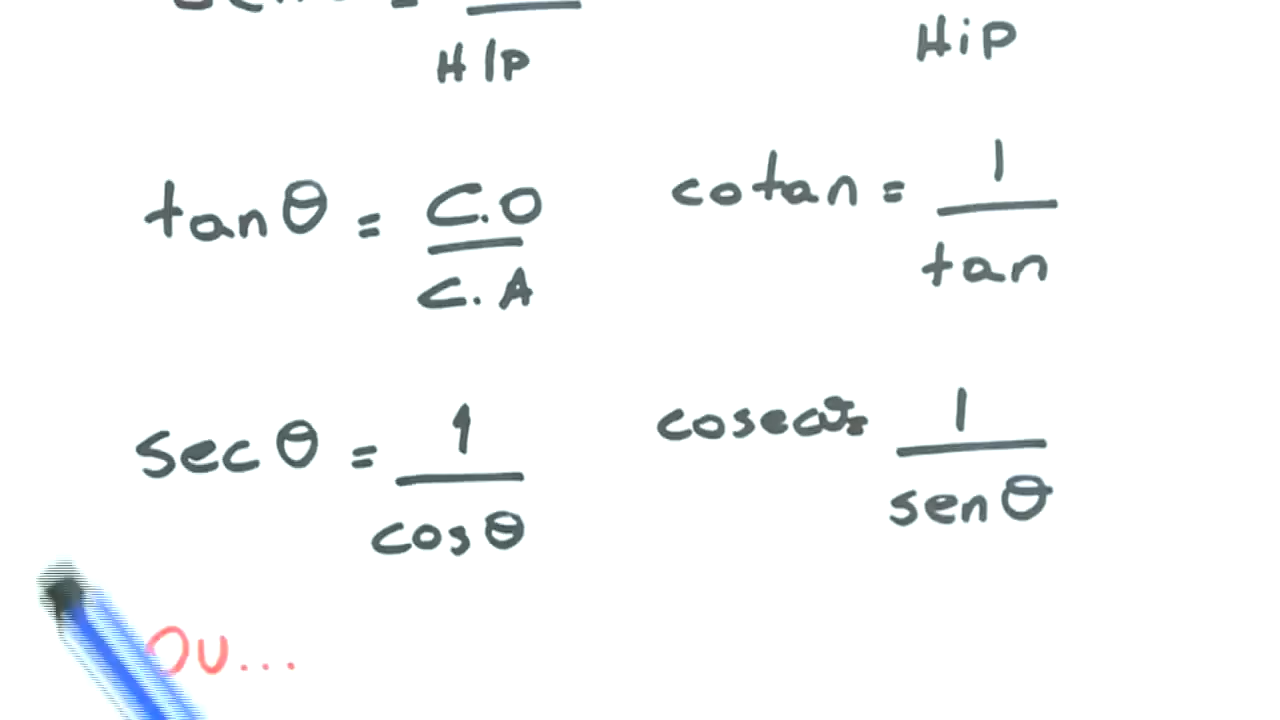 HIP
HiP
tanθ = C.O / C.A
cotan = 1 / tan
secθ = 1 / cosθ
cosec = 1 / senθ
Ou...